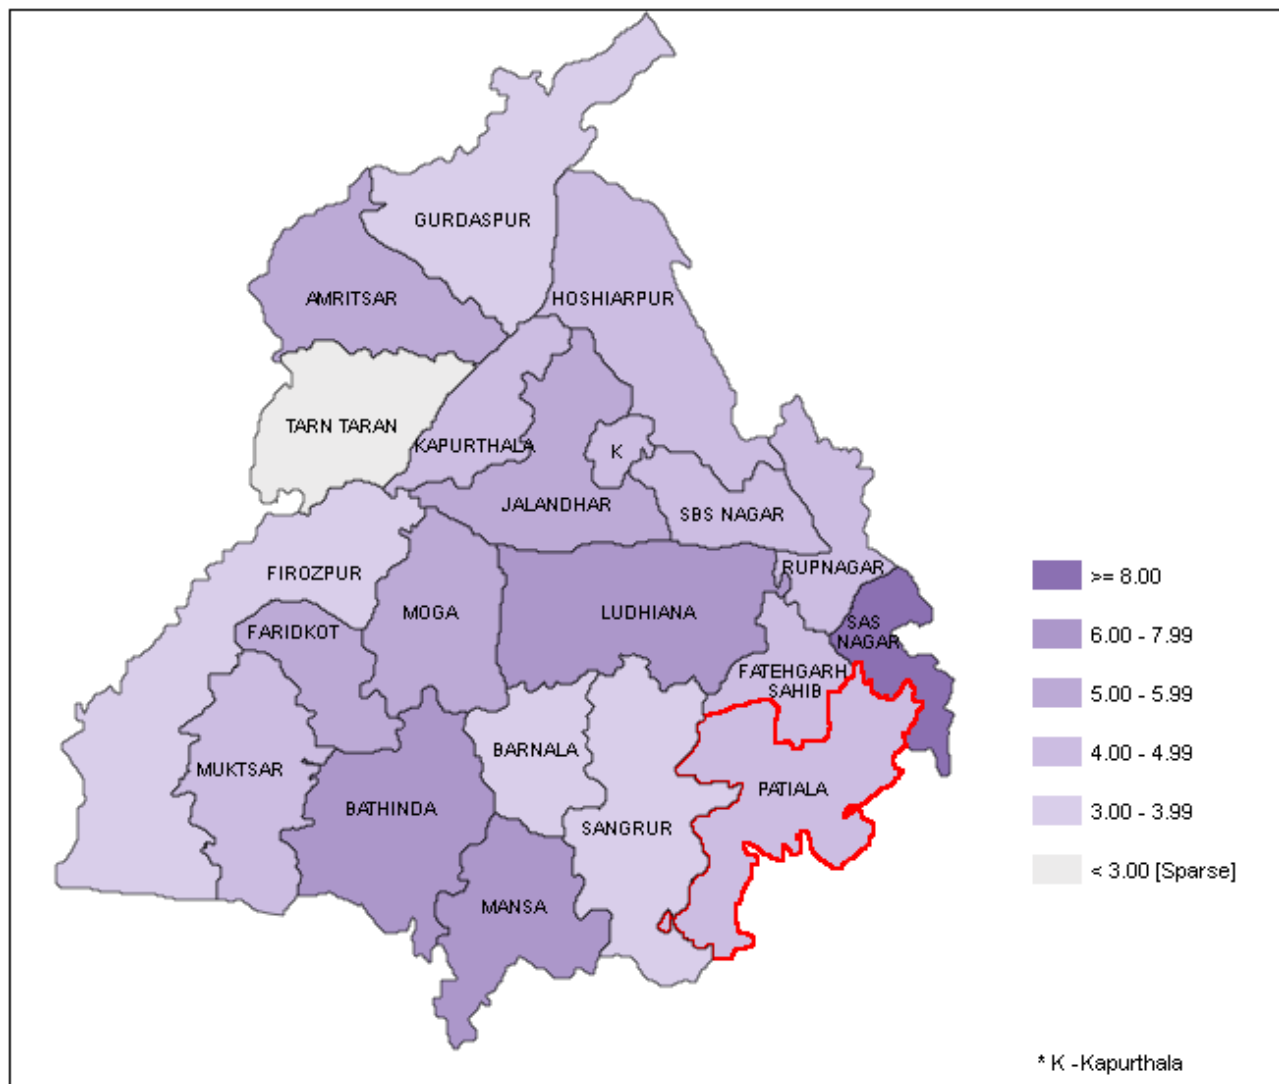 GURDASPUR
AMRITSAR
HOSHIARPUR
TARN TARAN
KAPURTHALA
K
JALANDHAR
SBS NAGAR
FIROZPUR
RUPNAGAR
MOGA
LUDHIANA
FARIDKOT
SAS
NAGAR
FATEHGARH
SAHIB
BARNALA
MUKTSAR
PATIALA
BATHINDA
SANGRUR
MANSA
>= 8.00
6.00 - 7.99
5.00 - 5.99
4.00 - 4.99
3.00 - 3.99
< 3.00 [Sparse]
* K -Kapurthala